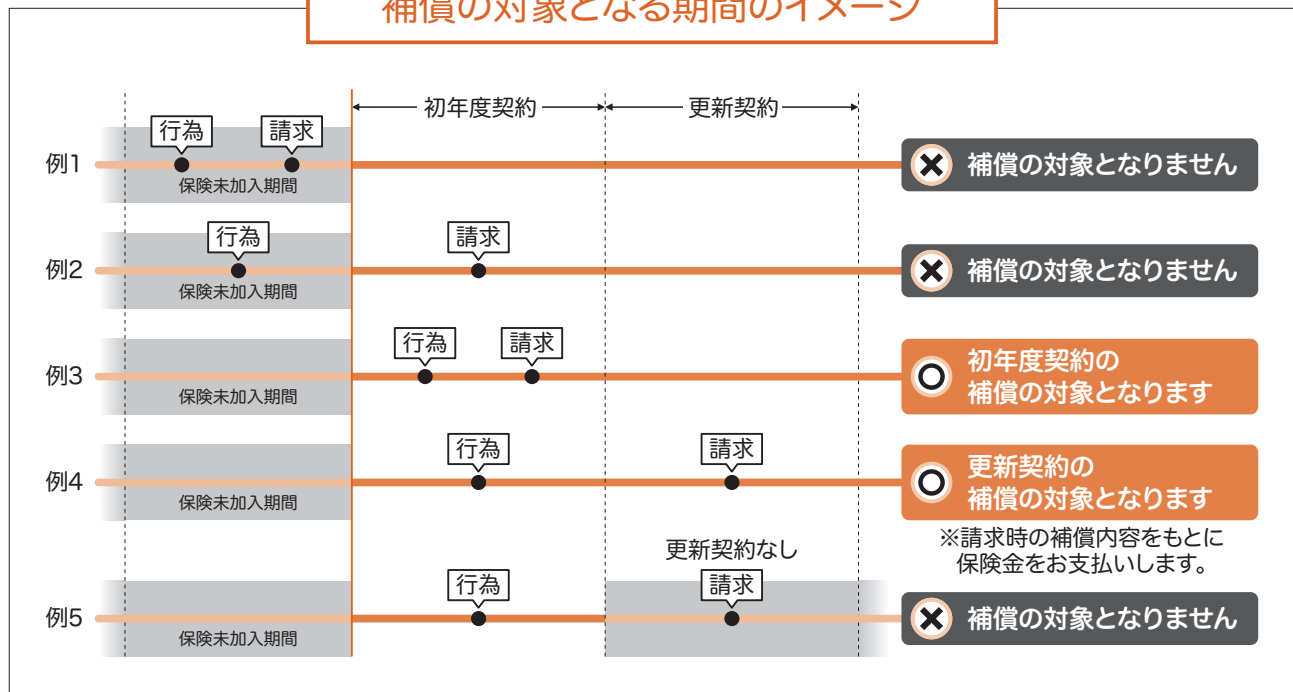 補償の対象となる期間のイメージ
初年度契約
更新契約
例1
行為
請求
保険未加入期間
補償の対象となりません
例2
行為
請求
保険未加入期間
補償の対象となりません
例3
行為
請求
保険未加入期間
初年度契約の
補償の対象となります
例4
行為
請求
保険未加入期間
更新契約の
補償の対象となります
※請求時の補償内容をもとに
保険金をお支払いします。
更新契約なし
例5
行為
請求
保険未加入期間
補償の対象となりません